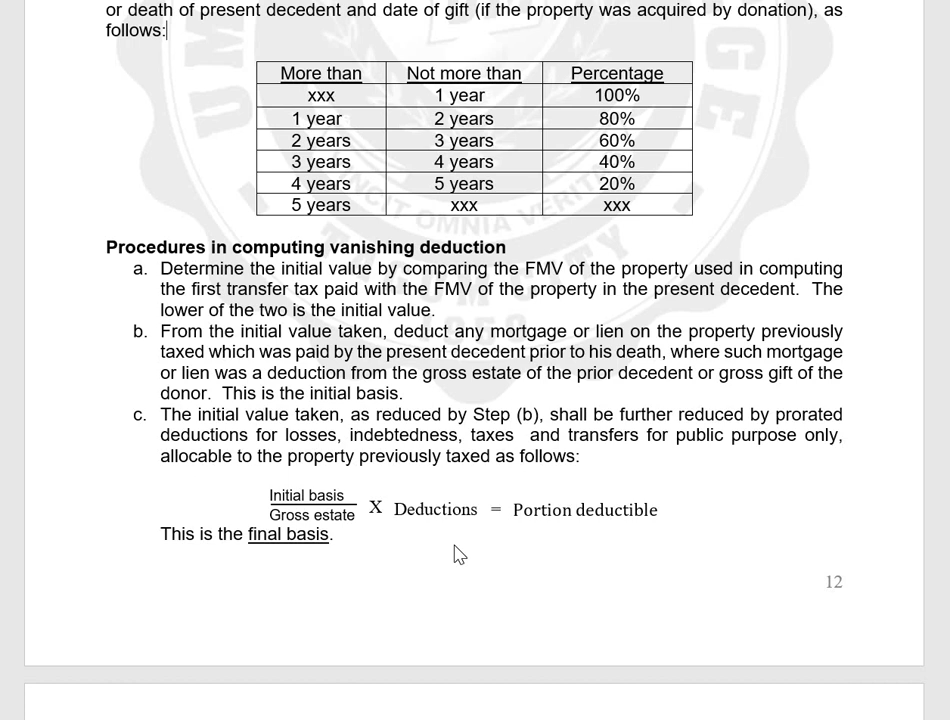 or death of present decedent and date of gift (if the property was acquired by donation), as
follows:
More than Not more than Percentage
xxx 1 year 100%
1 year 2 years 80%
2 years 3 years 60%
3 years 4 years 40%
4 years 5 years 20%
5 years xxx xxx
OMNIA
Procedures in computing vanishing deduction
a. Determine the initial value by comparing the FMV of the property used in computing
the first transfer tax paid with the FMV of the property in the present decedent. The
lower of the two is the initial value.
b. From the initial value taken, deduct any mortgage or lien on the property previously
taxed which was paid by the present decedent prior to his death, where such mortgage
or lien was a deduction from the gross estate of the prior decedent or gross gift of the
donor. This is the initial basis.
c. The initial value taken, as reduced by Step (b), shall be further reduced by prorated
deductions for losses, indebtedness, taxes and transfers for public purpose only,
allocable to the property previously taxed as follows:
Initial basis
Gross estate X Deductions = Portion deductible
This is the final basis.
12